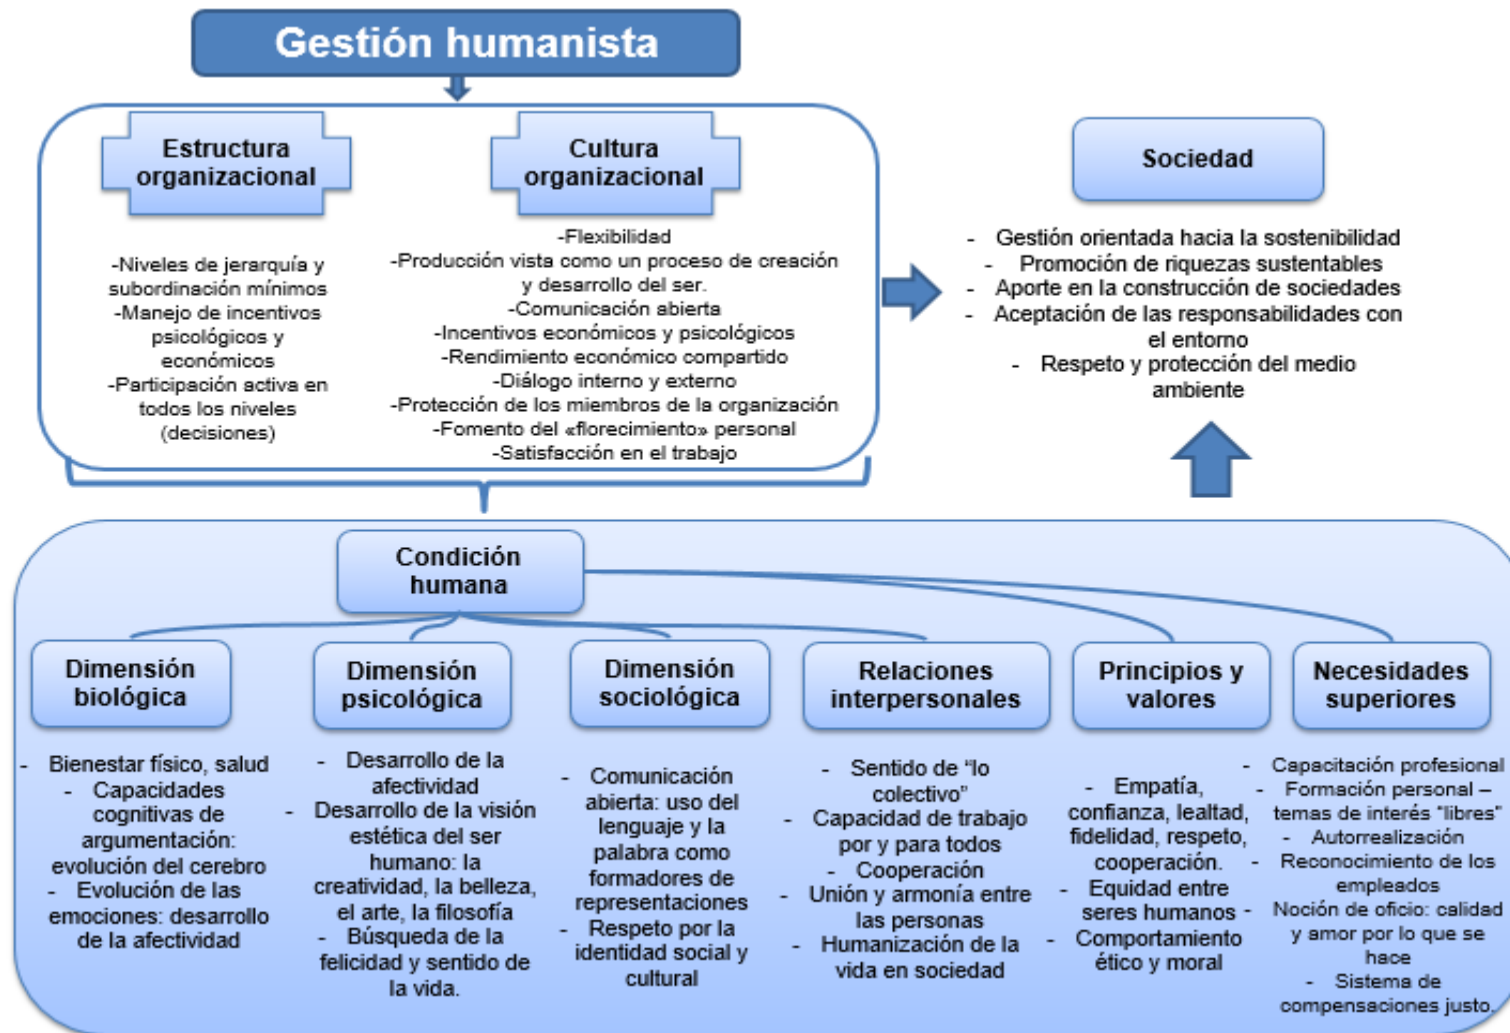 Gestión humanista
Estructura
organizacional
-Niveles de jerarquía y
subordinación mínimos
-Manejo de incentivos
psicológicos y
económicos
-Participación activa en
todos los niveles
(decisiones)
Cultura
organizacional
-Flexibilidad
-Producción vista como un proceso de creación
y desarrollo del ser.
-Comunicación abierta
-Incentivos económicos y psicológicos
-Rendimiento económico compartido
-Diálogo interno y externo
-Protección de los miembros de la organización
-Fomento del «florecimiento» personal
-Satisfacción en el trabajo
Sociedad
- Gestión orientada hacia la sostenibilidad
- Promoción de riquezas sustentables
- Aporte en la construcción de sociedades
- Aceptación de las responsabilidades con
el entorno
- Respeto y protección del medio
ambiente
Condición
humana
Dimensión
biológica
- Bienestar físico, salud
- Capacidades
cognitivas de
argumentación:
evolución del cerebro
- Evolución de las
emociones: desarrollo
de la afectividad
Dimensión
psicológica
- Desarrollo de la
afectividad
- Desarrollo de la visión
estética del ser
humano: la
creatividad, la belleza,
el arte, la filosofía
- Búsqueda de la
felicidad y sentido de
la vida.
Dimensión
sociológica
- Comunicación
abierta: uso del
lenguaje y la
palabra como
formadores de
representaciones
- Respeto por la
identidad social y
cultural
Relaciones
interpersonales
- Sentido de “lo
colectivo”
- Capacidad de trabajo
por y para todos
- Cooperación
- Unión y armonía entre
las personas
- Humanización de la
vida en sociedad
Principios y
valores
- Empatía,
confianza, lealtad,
fidelidad, respeto,
cooperación.
- Equidad entre
seres humanos
- Comportamiento
ético y moral
Necesidades
superiores
- Capacitación profesional
- Formación personal –
temas de interés “libres”
- Autorrealización
- Reconocimiento de los
empleados
- Noción de oficio: calidad
y amor por lo que se
hace
- Sistema de
compensaciones justo.